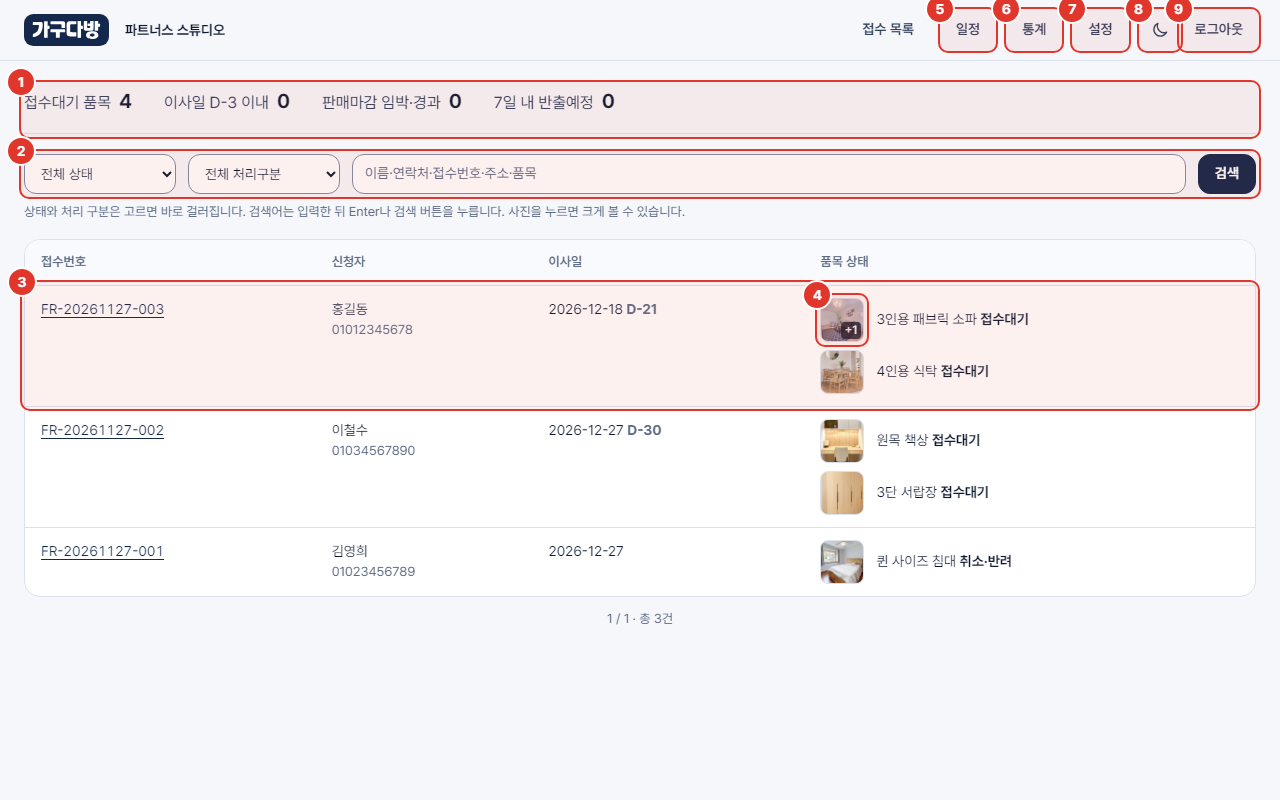 가구다방 파트너스 스튜디오 접수 목록 5 일정 6 통계 7 설정 8 9 로그아웃
1 접수대기 품목 4 이사일 D-3 이내 0 판매마감 임박·경과 0 7일 내 반출예정 0
2 전체 상태 전체 처리구분 이름·연락처·접수번호·주소·품목 검색
상태와 처리 구분은 고르면 바로 걸러집니다. 검색어는 입력한 뒤 Enter나 검색 버튼을 누릅니다. 사진을 누르면 크게 볼 수 있습니다.
접수번호 신청자 이사일 품목 상태
3 FR-20261127-003 홍길동 2026-12-18 D-21 4 +1 3인용 패브릭 소파 접수대기
01012345678
4인용 식탁 접수대기
FR-20261127-002 이철수 2026-12-27 D-30 원목 책상 접수대기
01034567890
3단 서랍장 접수대기
FR-20261127-001 김영희 2026-12-27 퀸 사이즈 침대 취소·반려
01023456789
1 / 1 · 총 3건